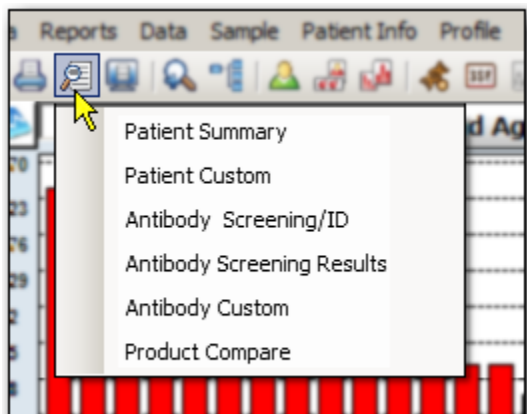 Reports Data Sample Patient Info Profile
Patient Summary
Patient Custom
Antibody Screening/ID
Antibody Screening Results
Antibody Custom
Product Compare